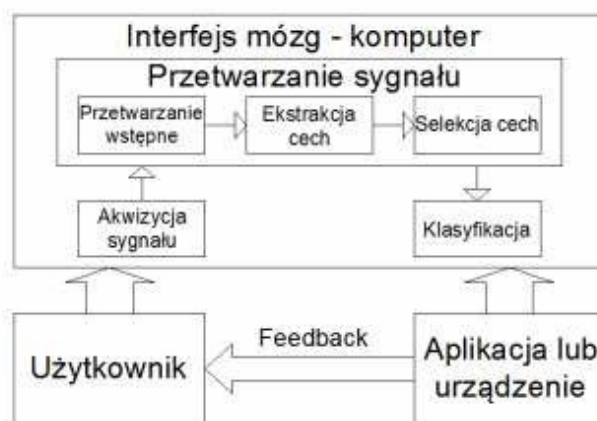 Interfejs mózg - komputer
Przetwarzanie sygnału
Przetwarzanie
wstępne
Ekstrakcja
cech
Selekcja cech
Akwizycja
sygnału
Klasyfikacja
Użytkownik
Feedback
Aplikacja lub
urządzenie